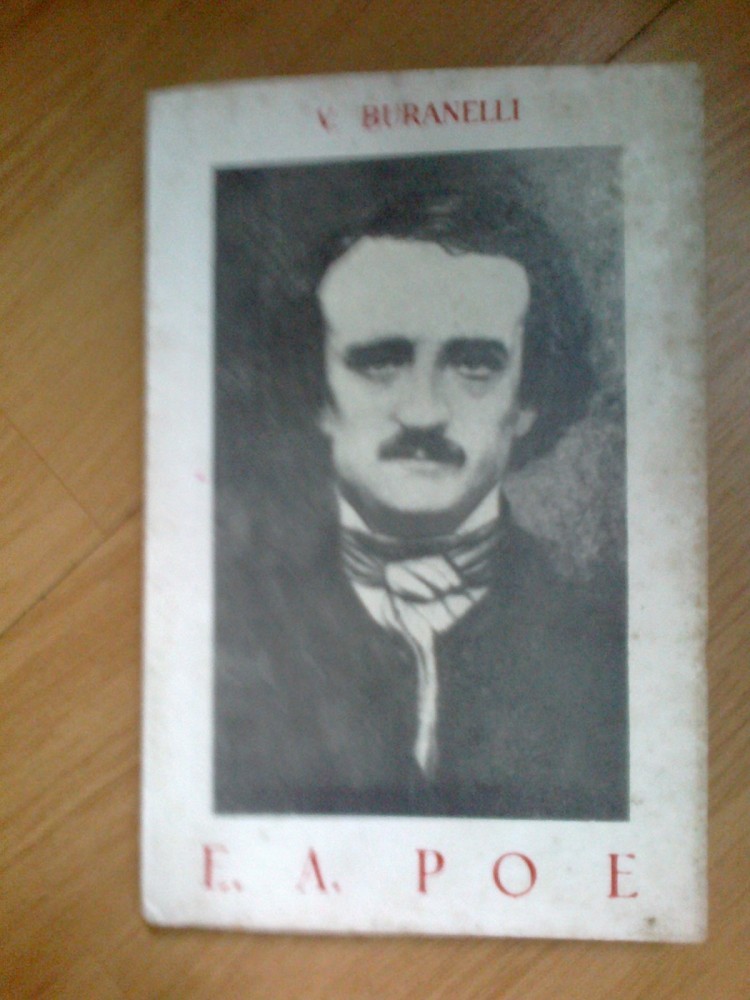 V. BURANELLI
E. A. POE